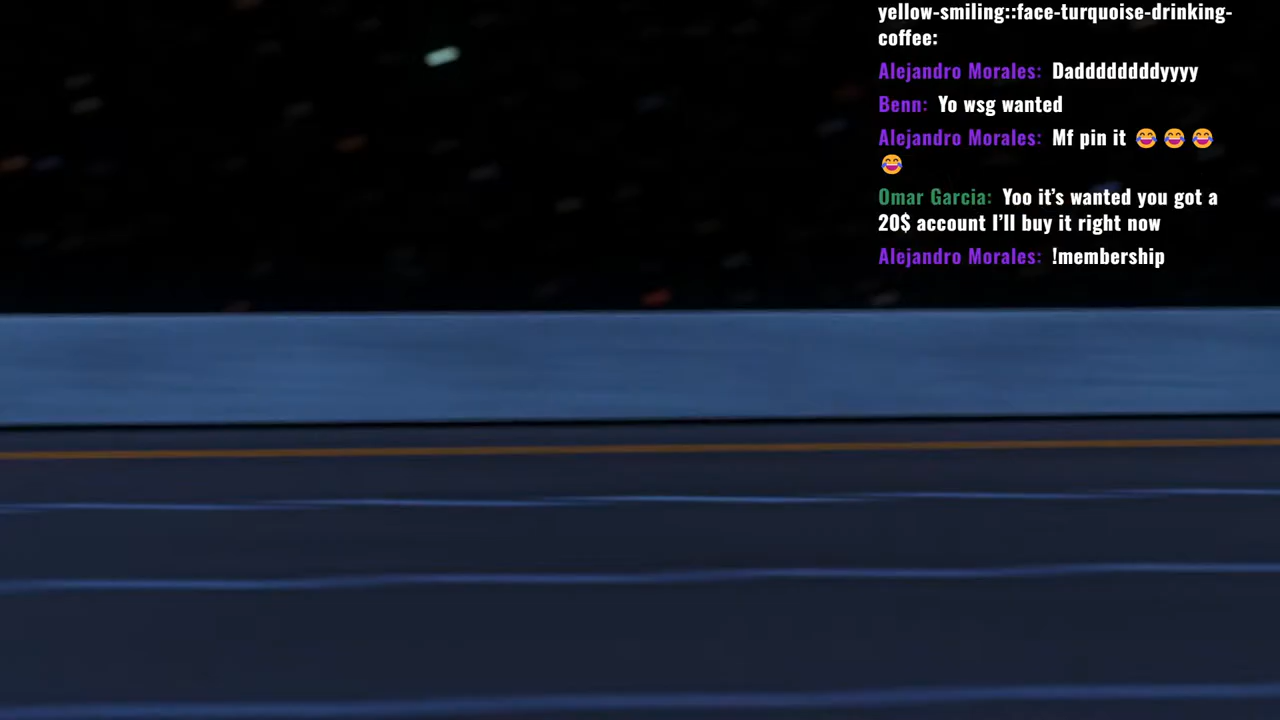 yellow-smiling::face-turquoise-drinking-
coffee:
Alejandro Morales: Dadddddddyyyy
Benn: Yo wsg wanted
Alejandro Morales: Mf pin it 😂 😂 😂
😂
Omar Garcia: Yoo it’s wanted you got a
20$ account I’ll buy it right now
Alejandro Morales: !membership